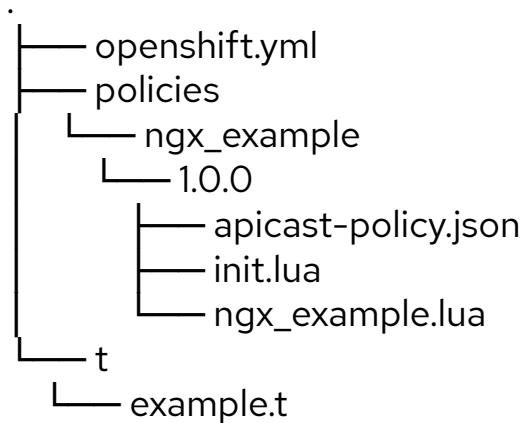 .
openshift.yml
policies
ngx_example
1.0.0
apicast-policy.json
init.lua
ngx_example.lua
t
example.t